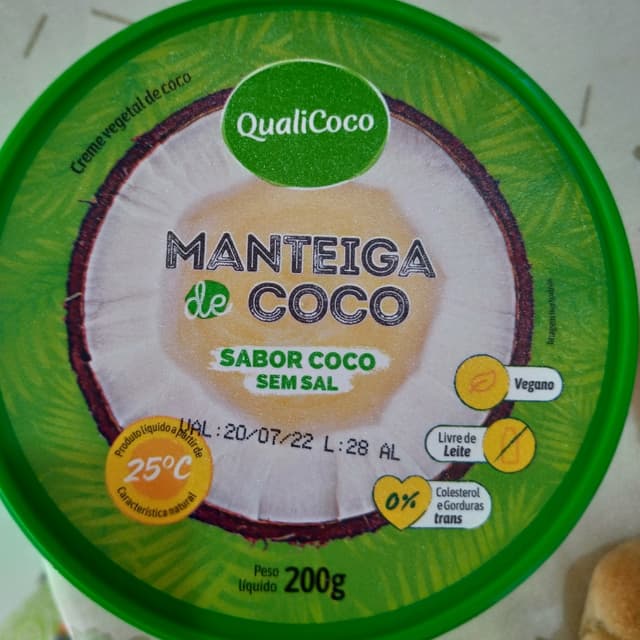 Creme vegetal de coco
QualiCoco
MANTEIGA
de COCO
SABOR COCO
SEM SAL
Vegano
VAL:20/07/22 L:28 AL
Livre de
Leite
Produto líquido a partir de
25°C
Característica natural
0%
Colesterol
e Gorduras
trans
Peso
líquido 200g